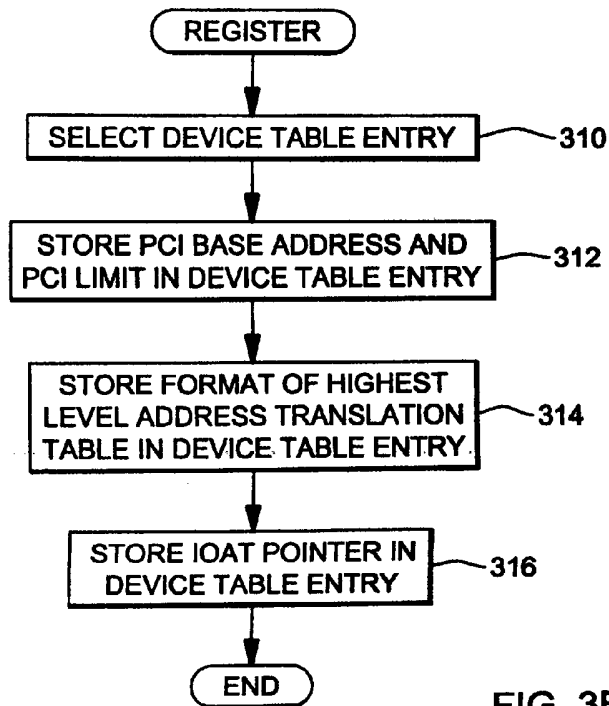 REGISTER
SELECT DEVICE TABLE ENTRY
310
STORE PCI BASE ADDRESS AND
PCI LIMIT IN DEVICE TABLE ENTRY
312
STORE FORMAT OF HIGHEST
LEVEL ADDRESS TRANSLATION
TABLE IN DEVICE TABLE ENTRY
314
STORE IOAT POINTER IN
DEVICE TABLE ENTRY
316
END
FIG.